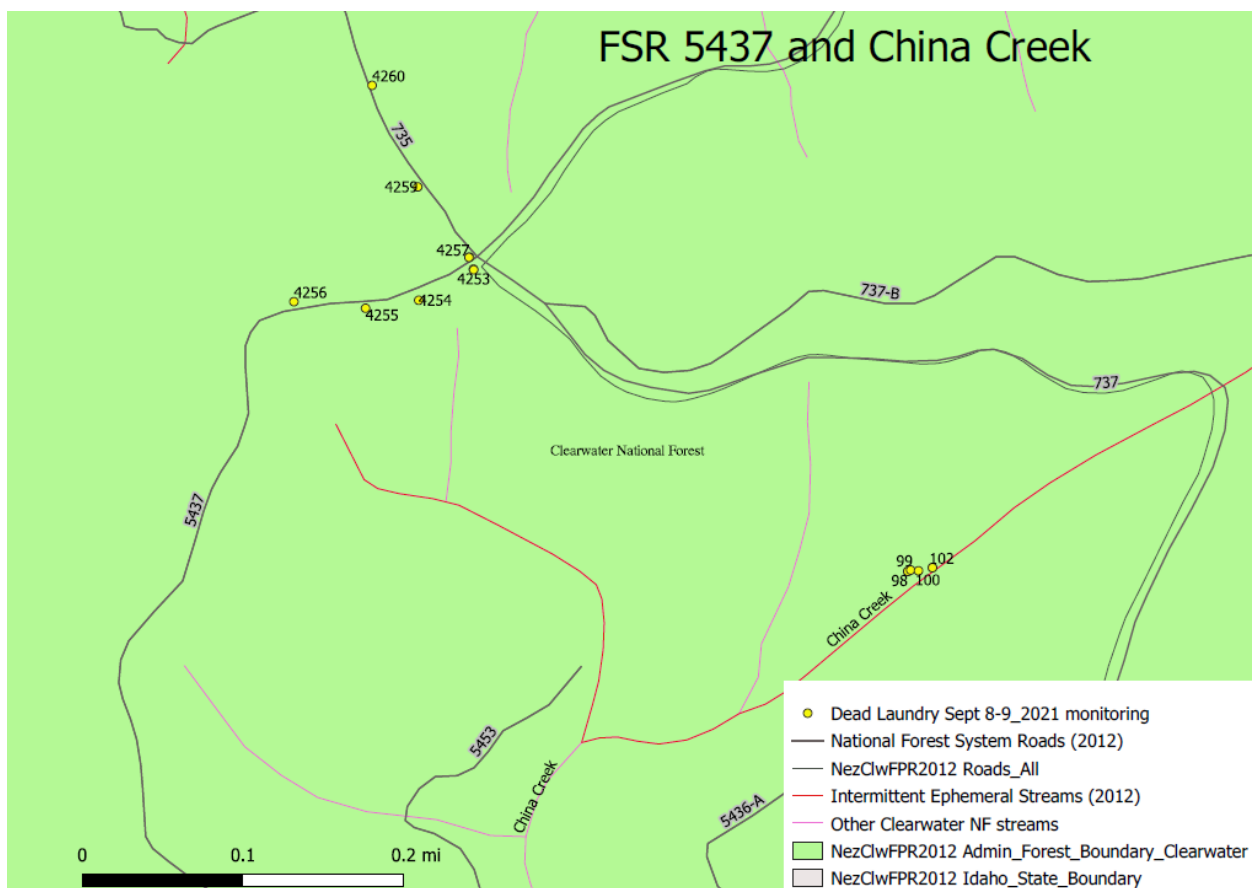 FSR 5437 and China Creek
4260
735
4259
4257
4253
4256
4254
4255
737-B
737
Clearwater National Forest
5437
99
102
98
100
China Creek
5453
China Creek
5436-A
Dead Laundry Sept 8-9_2021 monitoring
National Forest System Roads (2012)
NezClwFPR2012 Roads_All
Intermittent Ephemeral Streams (2012)
Other Clearwater NF streams
NezClwFPR2012 Admin_Forest_Boundary_Clearwater
NezClwFPR2012 Idaho_State_Boundary
0 0.1 0.2 mi